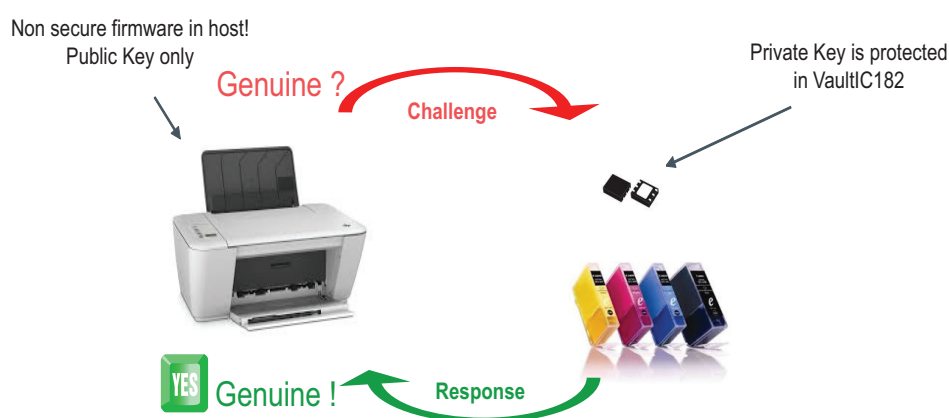 Non secure firmware in host!
Public Key only
Private Key is protected
in VaultIC182
Genuine ?
Challenge
YES
Genuine !
Response